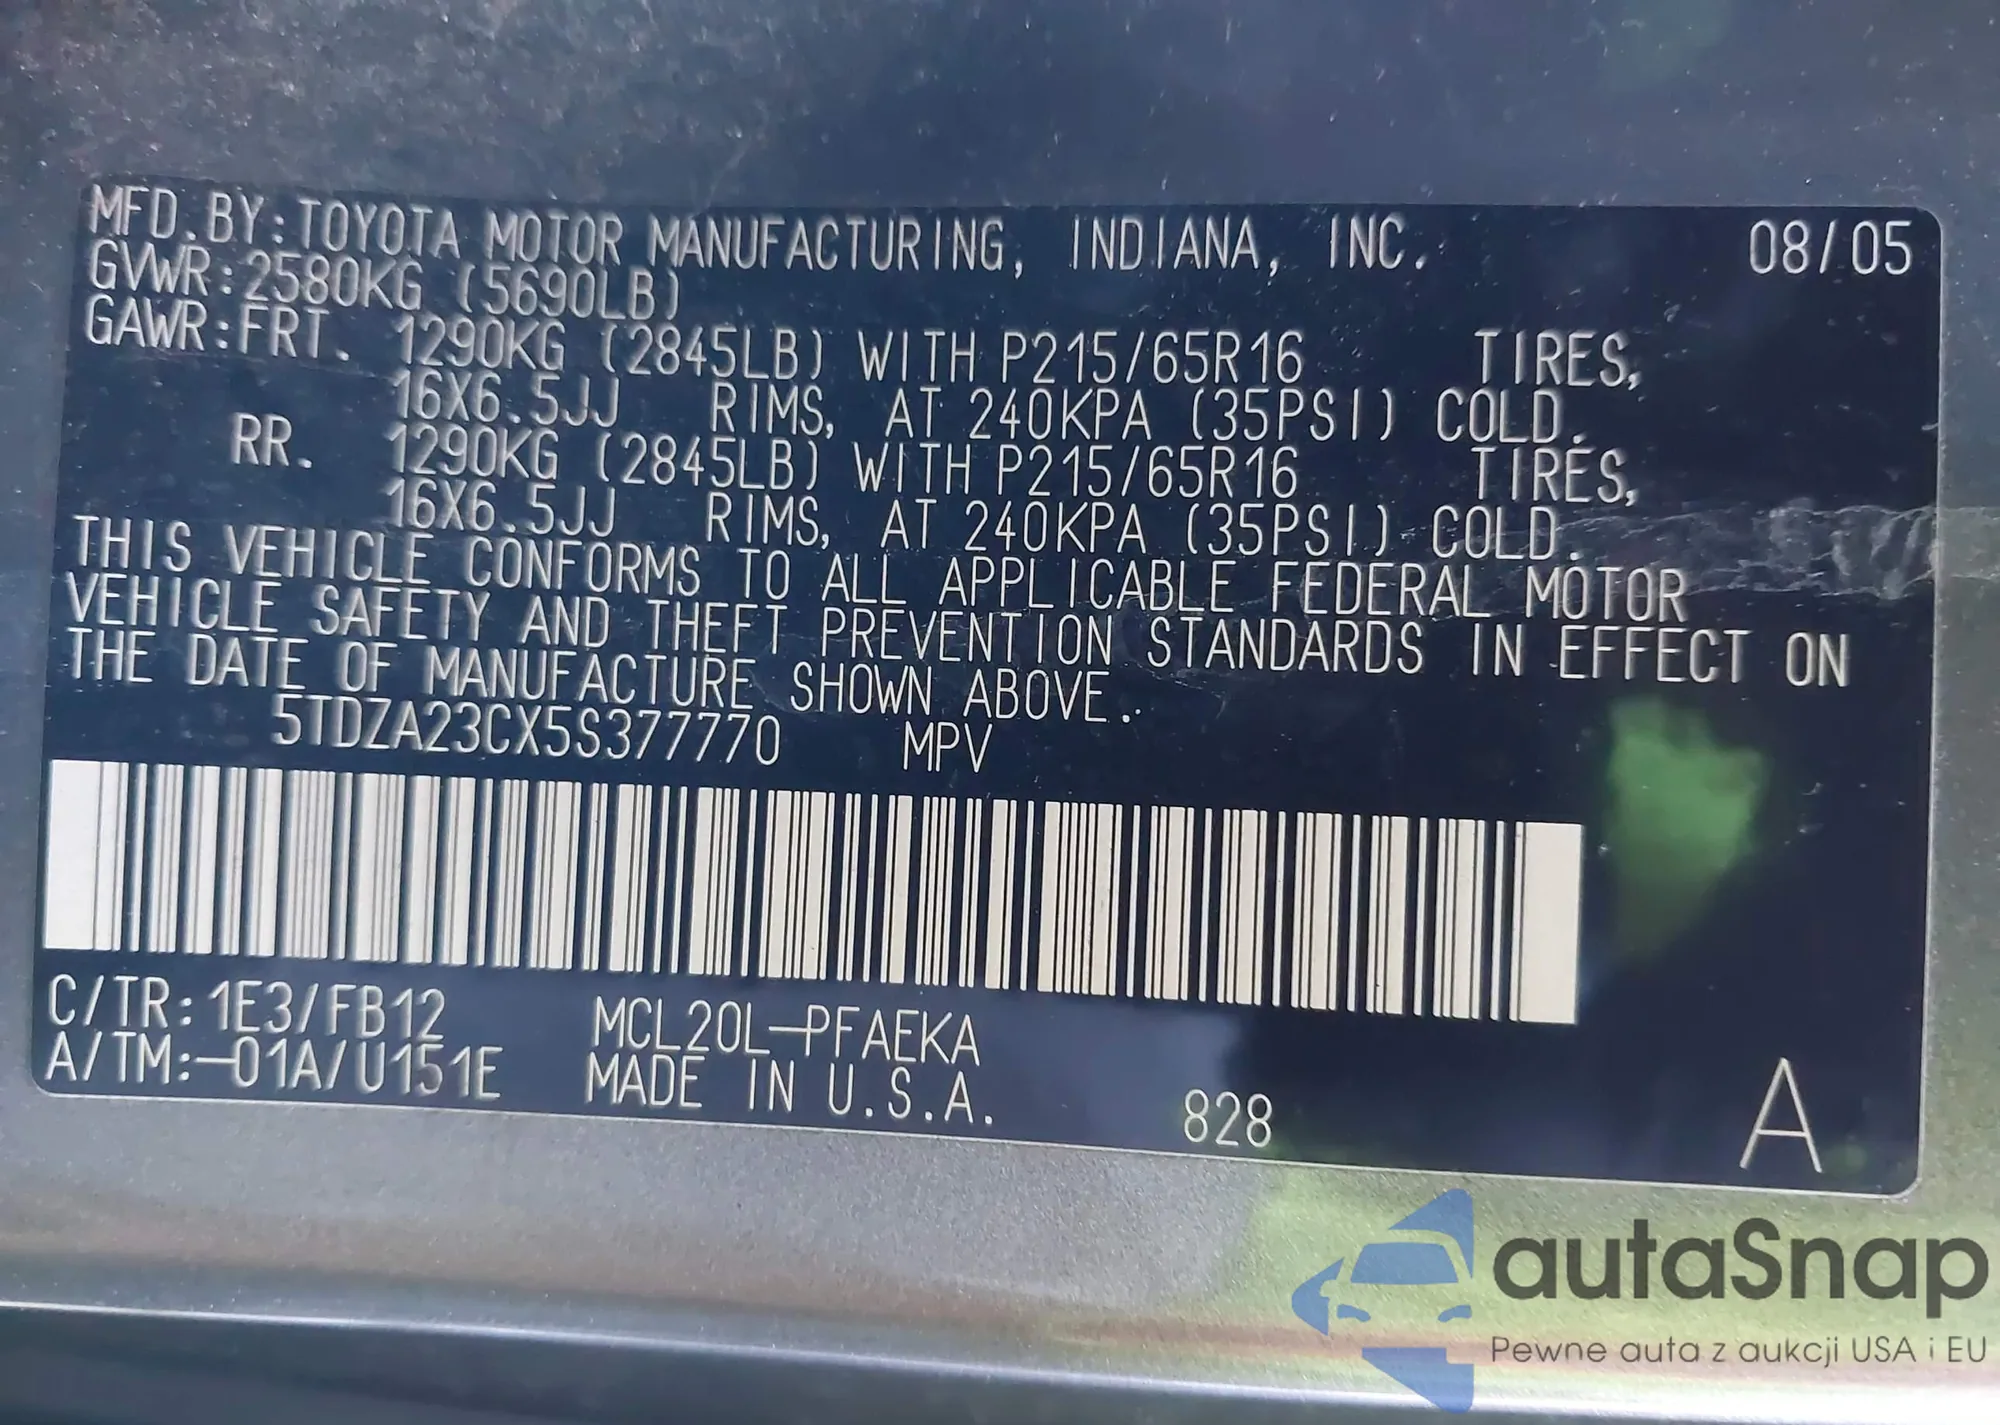 MFD.BY:TOYOTA MOTOR MANUFACTURING, INDIANA, INC. 08/05
GVWR:2580KG (5690LB)
GAWR:FRT. 1290KG (2845LB) WITH P215/65R16 TIRES,
16X6.5JJ RIMS, AT 240KPA (35PSI) COLD.
RR. 1290KG (2845LB) WITH P215/65R16 TIRES,
16X6.5JJ RIMS, AT 240KPA (35PSI) COLD.
THIS VEHICLE CONFORMS TO ALL APPLICABLE FEDERAL MOTOR
VEHICLE SAFETY AND THEFT PREVENTION STANDARDS IN EFFECT ON
THE DATE OF MANUFACTURE SHOWN ABOVE.
5TDZA23CX5S377770 MPV
C/TR:1E3/FB12 MCL20L-PFAEKA
A/TM:-01A/U151E MADE IN U.S.A. 828 A
autaSnap
Pewne auta z aukcji USA i EU